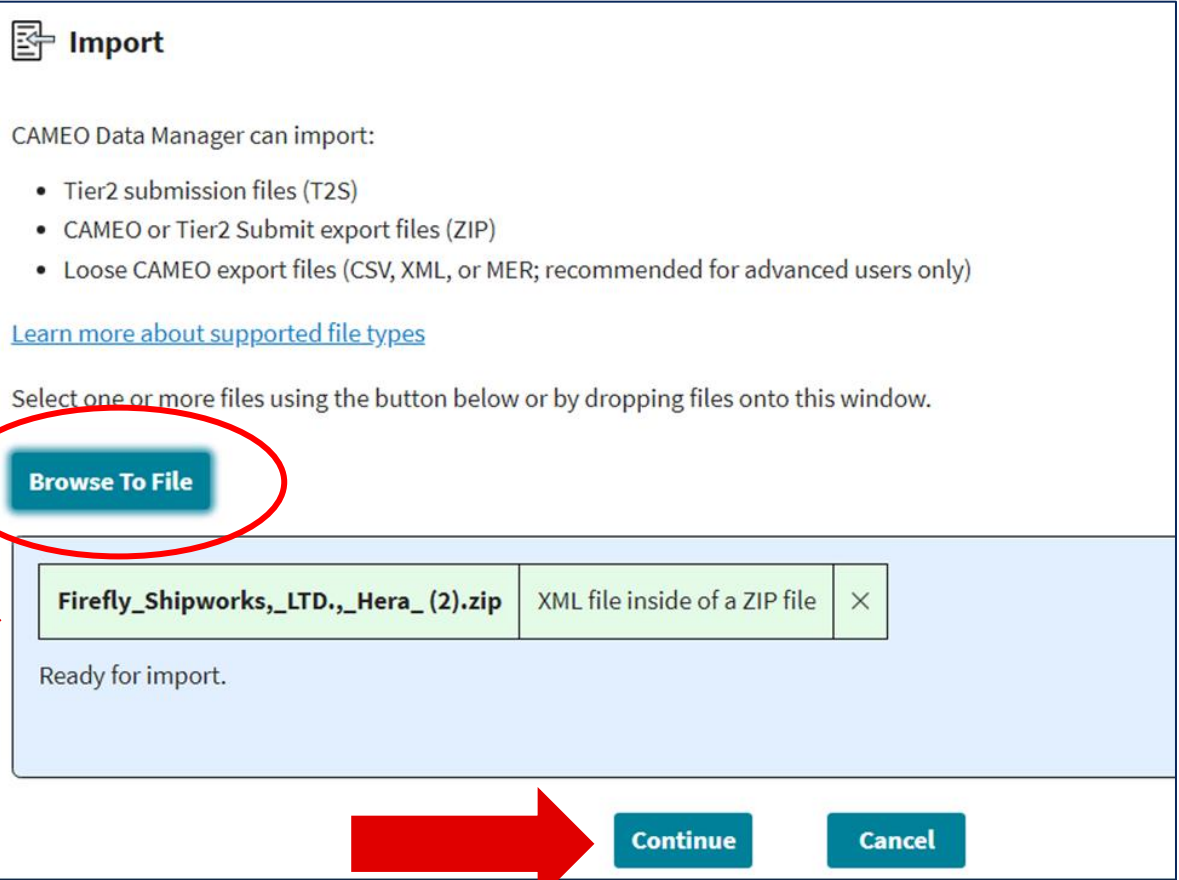 Import
CAMEO Data Manager can import:
• Tier2 submission files (T2S)
• CAMEO or Tier2 Submit export files (ZIP)
• Loose CAMEO export files (CSV, XML, or MER; recommended for advanced users only)
Learn more about supported file types
Select one or more files using the button below or by dropping files onto this window.
Browse To File
Firefly_Shipworks,_LTD.,_Hera_ (2).zip XML file inside of a ZIP file ×
Ready for import.
Continue Cancel